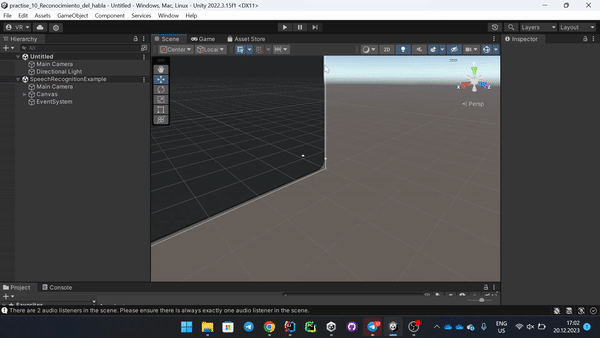 practise_10_Reconocimiento_del_habla - Untitled - Windows, Mac, Linux - Unity 2022.3.15f1 <DX11>
File Edit Assets GameObject Component Services Window Help
VR
Layers Layout
Hierarchy
Scene Game Asset Store
Inspector
All
Center Local
2D
Untitled
Main Camera
Directional Light
SpeechRecognitionExample
Main Camera
Canvas
EventSystem
y
x z
Persp
Project Console
Favorites
There are 2 audio listeners in the scene. Please ensure there is always exactly one audio listener in the scene.
ENG
US
17:02
20.12.2023